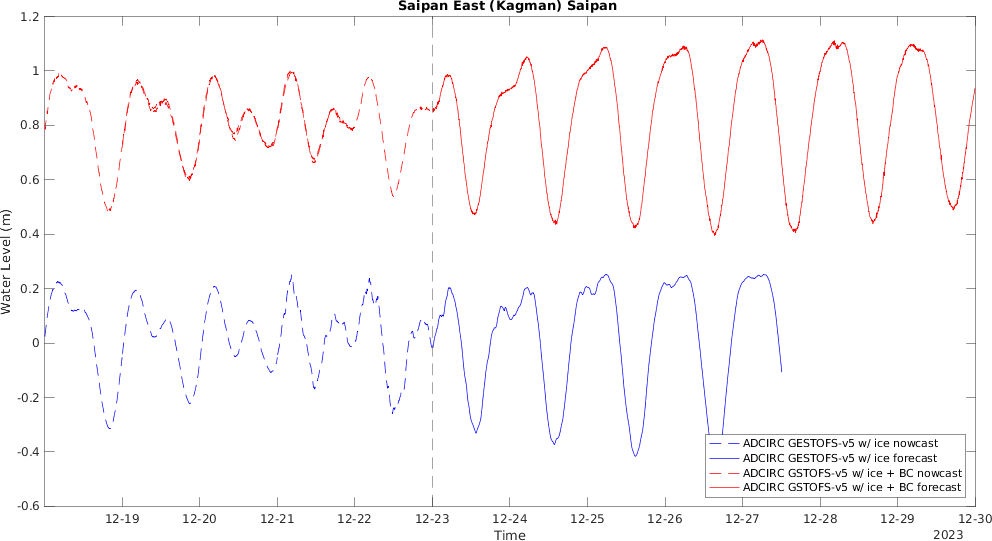 Saipan East (Kagman) Saipan
1.2
1
0.8
0.6
0.4
0.2
0
-0.2
-0.4
-0.6
Water Level (m)
ADCIRC GESTOFS-v5 w/ ice nowcast
ADCIRC GESTOFS-v5 w/ ice forecast
ADCIRC GSTOFS-v5 w/ ice + BC nowcast
ADCIRC GSTOFS-v5 w/ ice + BC forecast
12-19 12-20 12-21 12-22 12-23 12-24 12-25 12-26 12-27 12-28 12-29 12-30
Time
2023